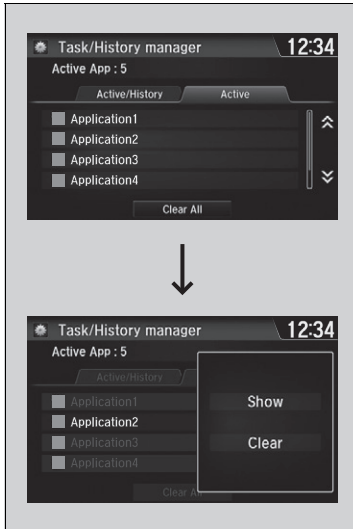 Task/History manager 12:34
Active App : 5
Active/History Active
Application1
Application2
Application3
Application4
Clear All
Task/History manager 12:34
Active App : 5
Active/History
Application1
Show
Application2
Clear
Application3
Application4
Clear All